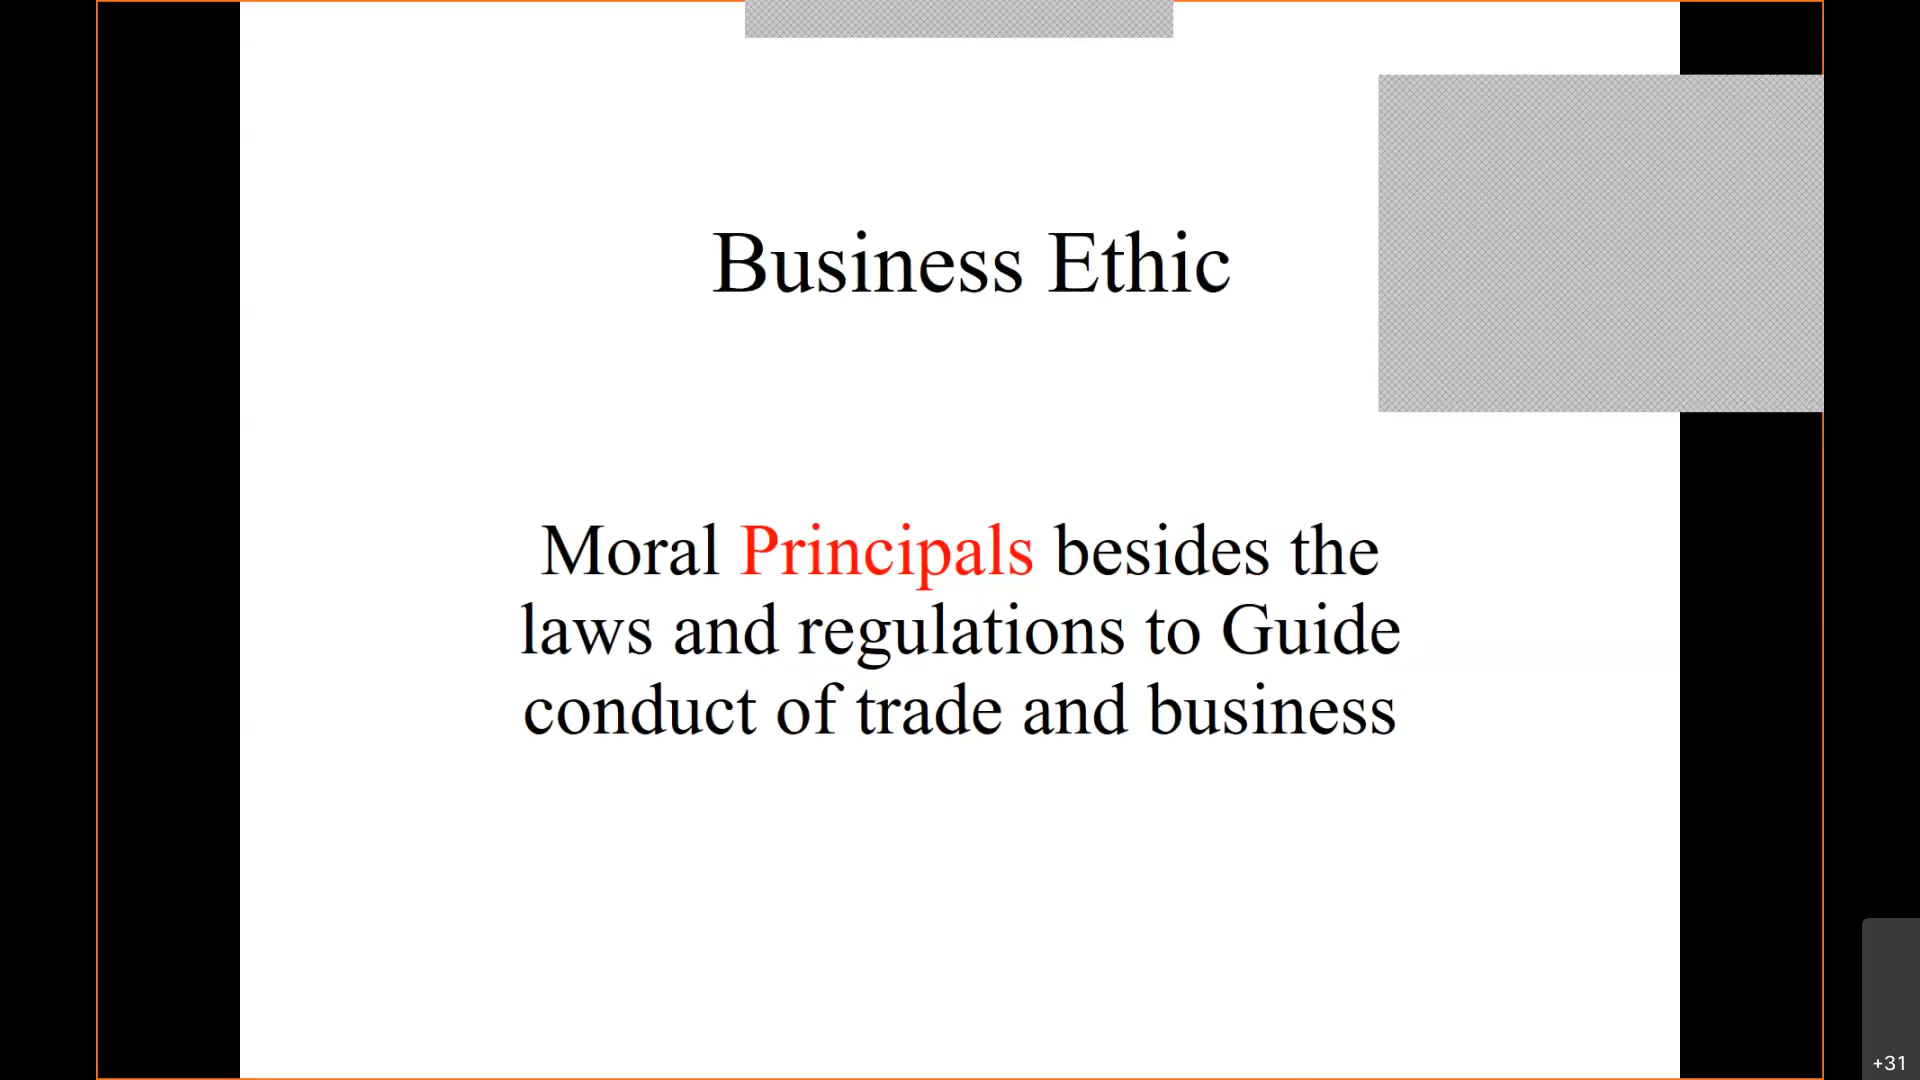 Business Ethic
Moral Principals besides the
laws and regulations to Guide
conduct of trade and business
+31